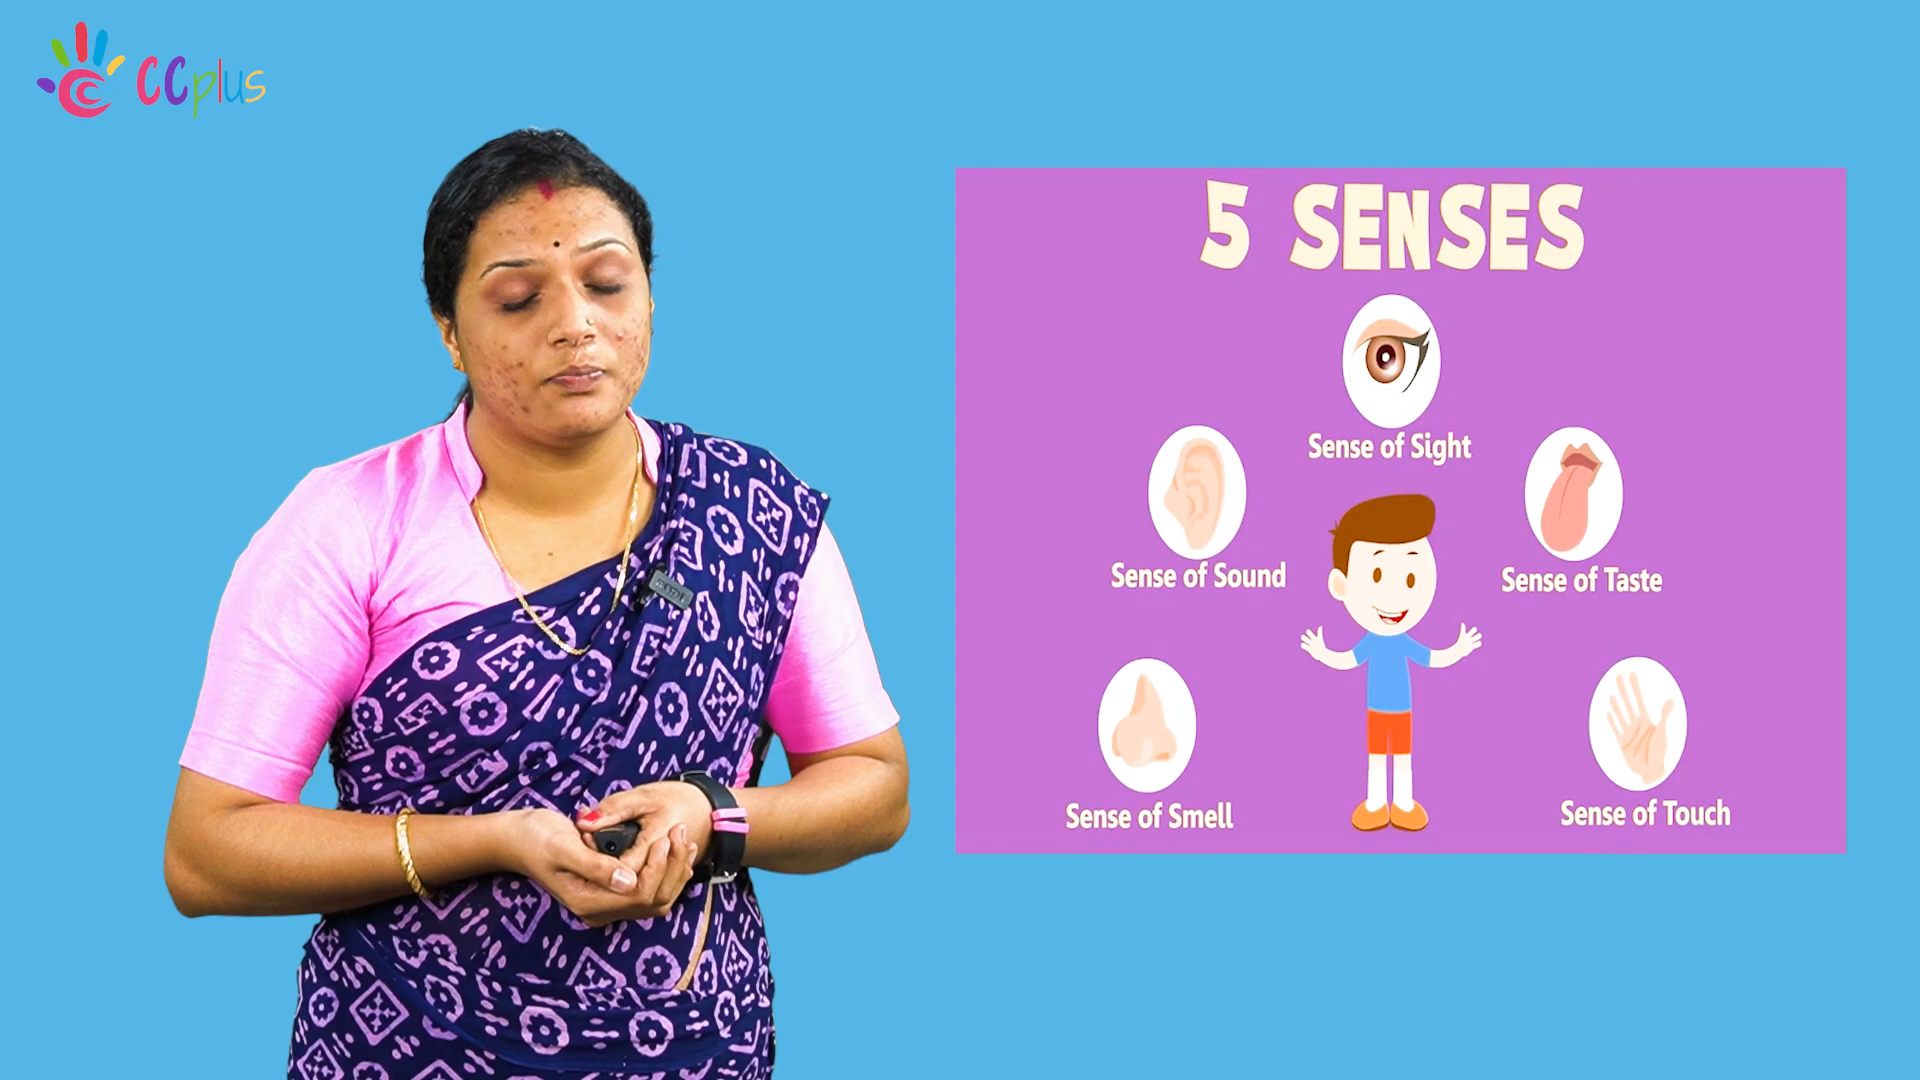 CCplus
5 SENSES
Sense of Sight
Sense of Sound
Sense of Taste
Sense of Smell
Sense of Touch